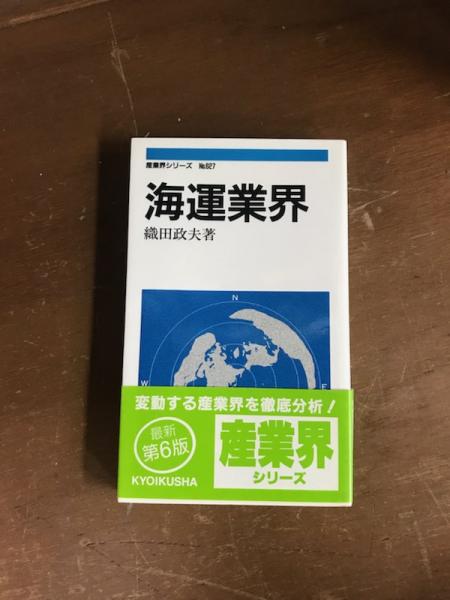 産業界シリーズ No.627
海運業界
織田政夫著
N
W
E
変動する産業界を徹底分析!
最新
第6版
KYOIKUSHA
産業界
シリーズ